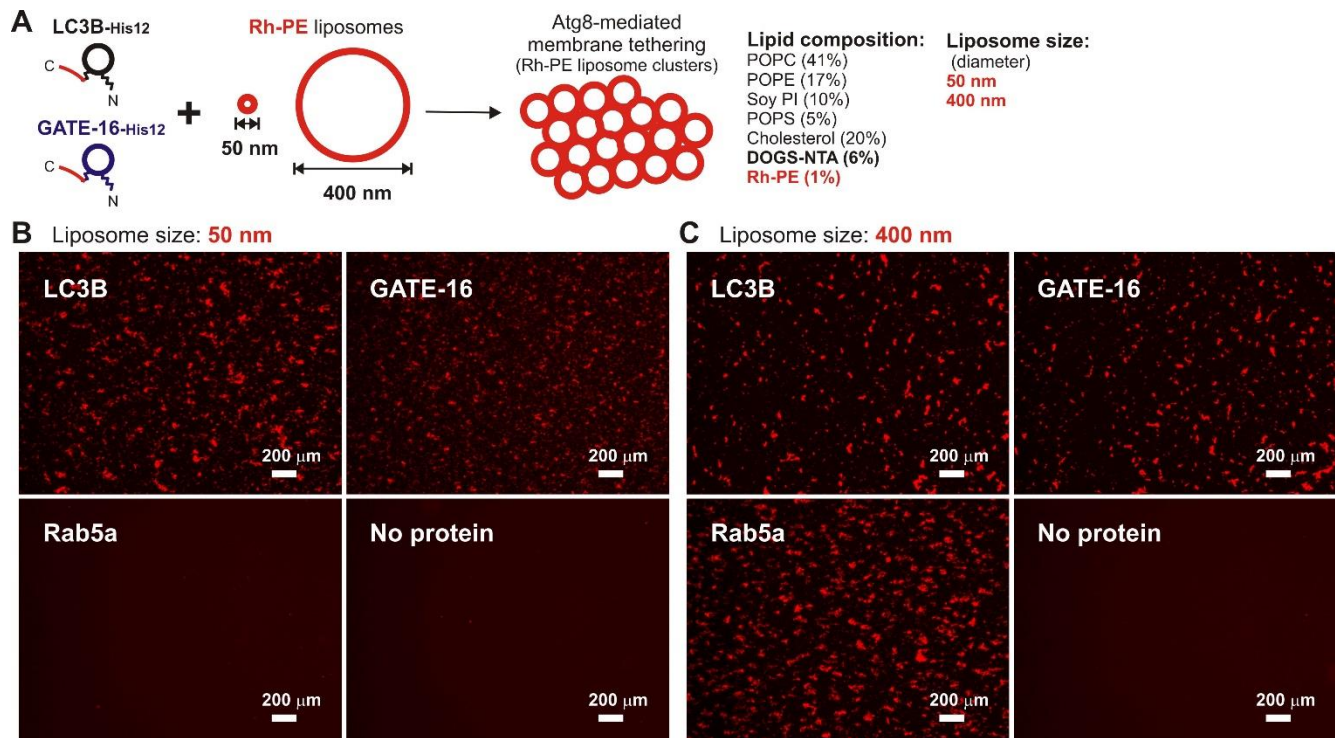 A
LC3B-His12
C
N
GATE-16-His12
C
N
+
Rh-PE liposomes
50 nm
400 nm
Atg8-mediated
membrane tethering
(Rh-PE liposome clusters)
Lipid composition:
POPC (41%)
POPE (17%)
Soy PI (10%)
POPS (5%)
Cholesterol (20%)
DOGS-NTA (6%)
Rh-PE (1%)
Liposome size:
(diameter)
50 nm
400 nm
B Liposome size: 50 nm
LC3B
200 μm
GATE-16
200 μm
Rab5a
200 μm
No protein
200 μm
C Liposome size: 400 nm
LC3B
200 μm
GATE-16
200 μm
Rab5a
200 μm
No protein
200 μm